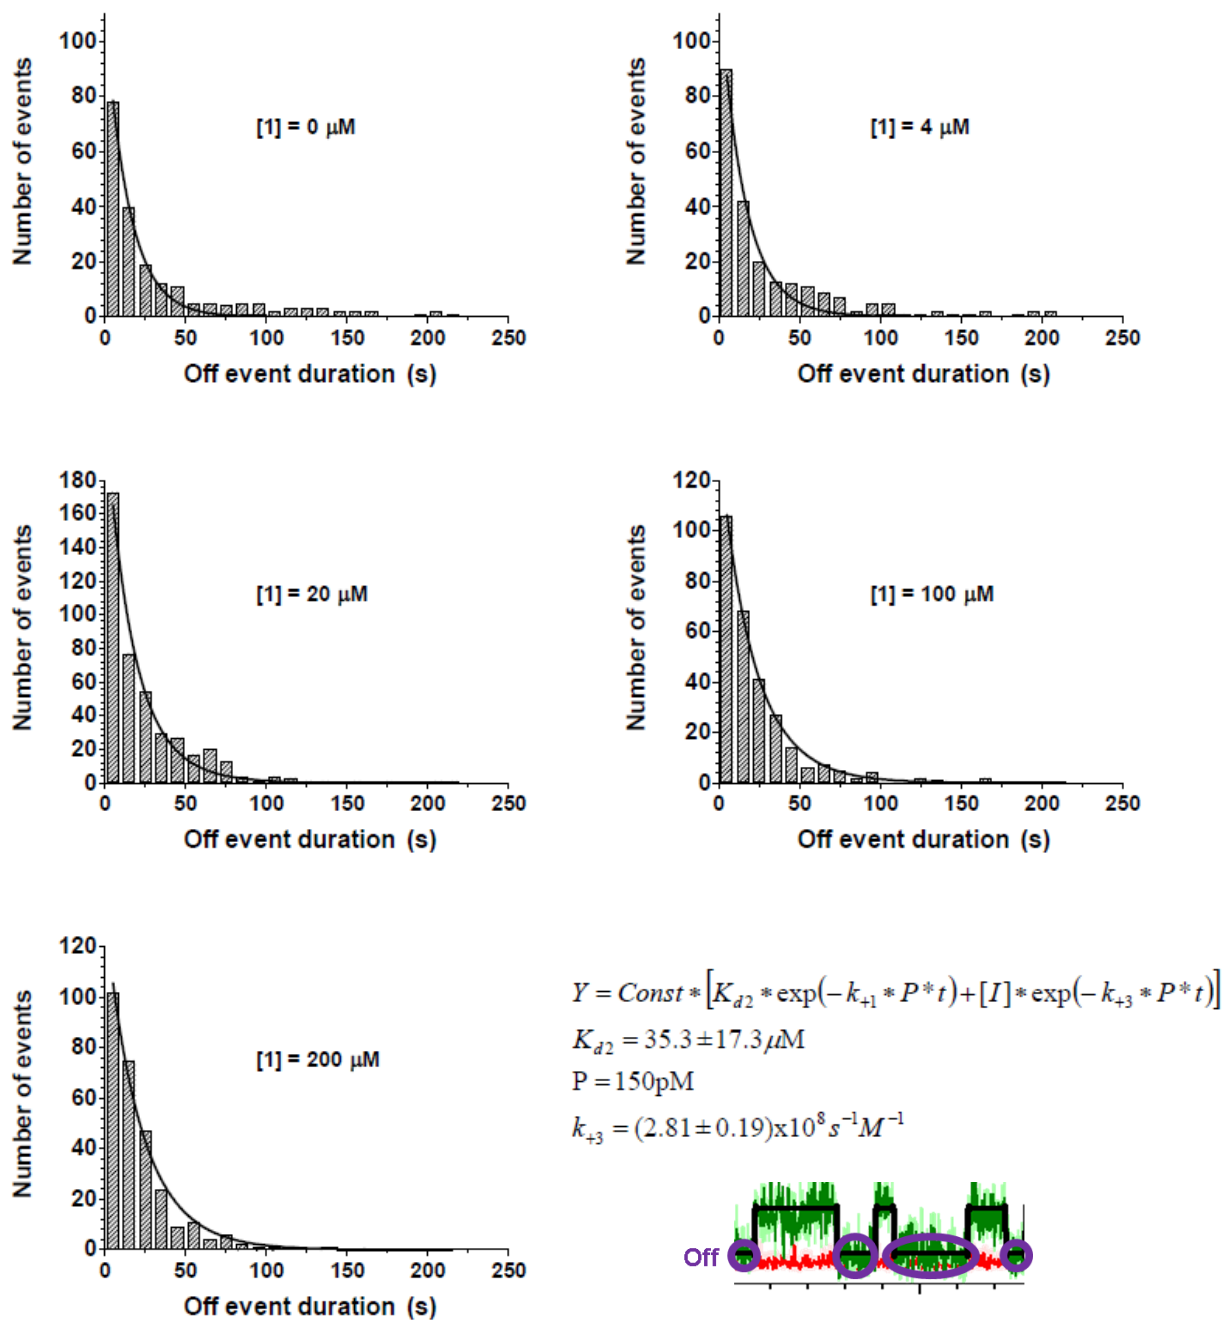 100
80
60
40
20
0
Number of events
[1] = 0 µM
0 50 100 150 200 250
Off event duration (s)
100
80
60
40
20
0
Number of events
[1] = 4 µM
0 50 100 150 200 250
Off event duration (s)
180
160
140
120
100
80
60
40
20
0
Number of events
[1] = 20 µM
0 50 100 150 200 250
Off event duration (s)
120
100
80
60
40
20
0
Number of events
[1] = 100 µM
0 50 100 150 200 250
Off event duration (s)
120
100
80
60
40
20
0
Number of events
[1] = 200 µM
0 50 100 150 200 250
Off event duration (s)
Y = Const * [K_{d2} * exp(−k_{+1} * P * t) + [I] * exp(−k_{+3} * P * t)]
K_{d2} = 35.3 ± 17.3 µM
P = 150pM
k_{+3} = (2.81 ± 0.19)x10^8 s^{-1} M^{-1}
Off